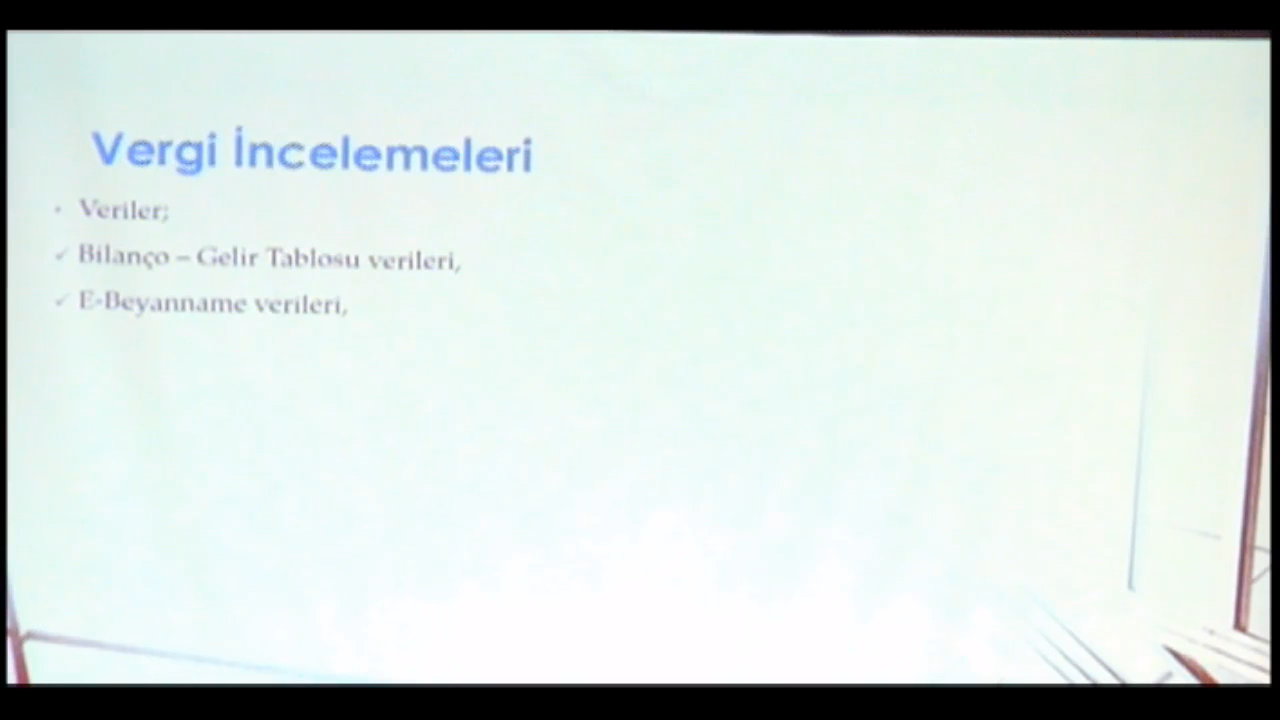 Vergi İncelemeleri
• Veriler;
✓ Bilanço – Gelir Tablosu verileri,
✓ E-Beyanname verileri,